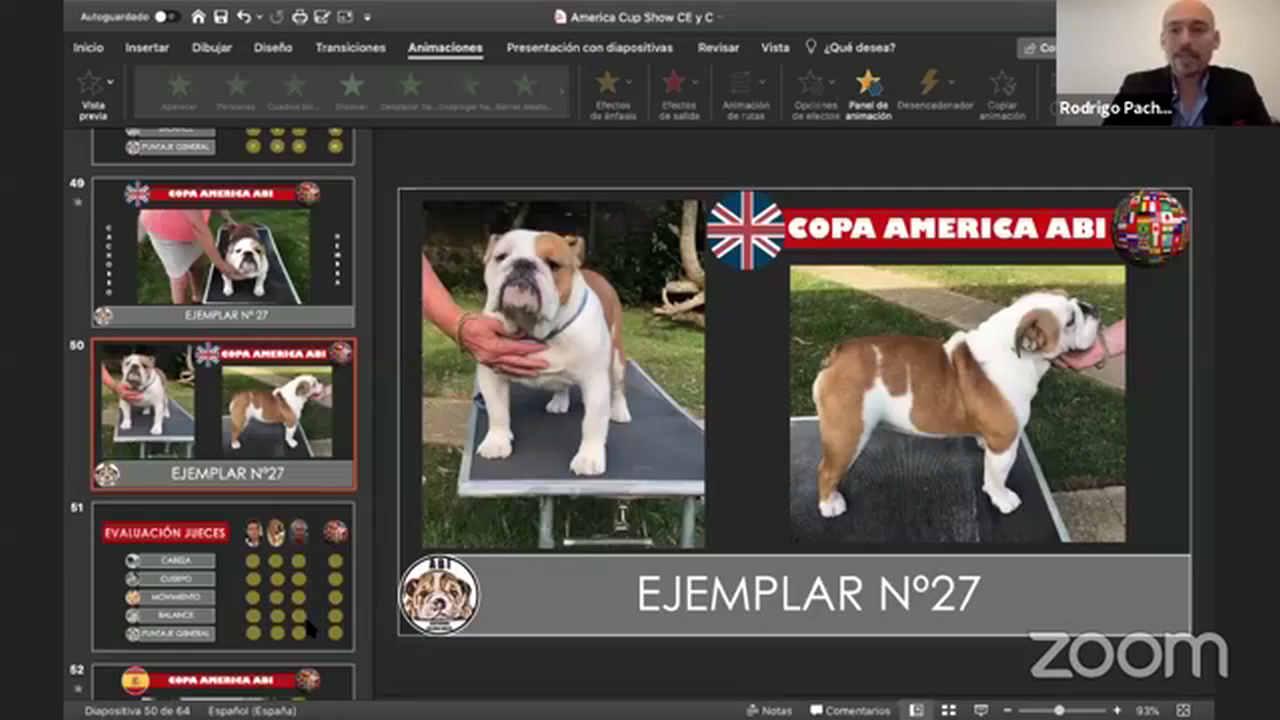 Autoguardado
America Cup Show CE y C
Inicio Insertar Dibujar Diseño Transiciones Animaciones Presentación con diapositivas Revisar Vista ¿Qué desea?
Vista previa
Aparecer
Disolver
Efectos de énfasis
Efectos de salida
Animación de rutas
Opciones de efectos
Panel de animación
Desencadenador
Copiar animación
Rodrigo Pach...
PUNTAJE GENERAL
49
COPA AMERICA ABI
CACHORRO
HEMBRA
EJEMPLAR Nº 27
50
COPA AMERICA ABI
EJEMPLAR Nº27
51
EVALUACIÓN JUECES
CABEZA
CUERPO
MOVIMIENTO
BALANCE
PUNTAJE GENERAL
52
COPA AMERICA ABI
COPA AMERICA ABI
ABI
EJEMPLAR Nº27
zoom
Diapositiva 50 de 64 Español (España) Notas Comentarios 93%